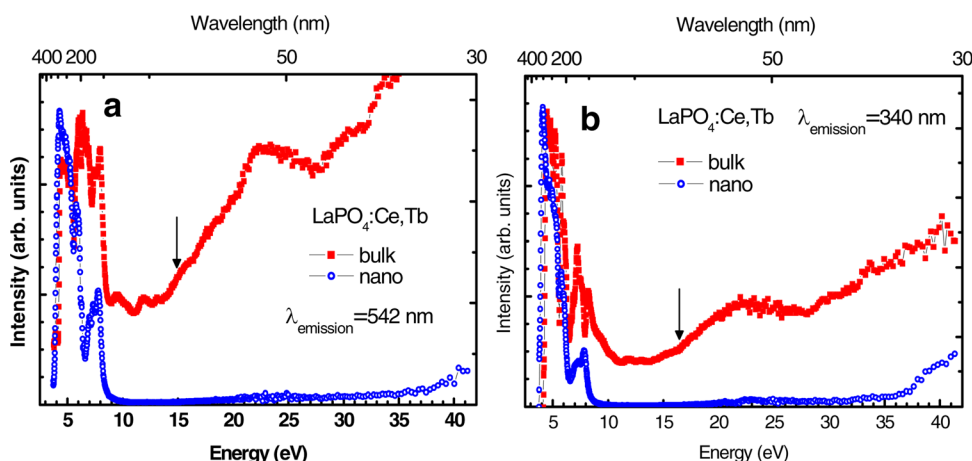 Wavelength (nm)
400 200 50 30
a
LaPO4:Ce,Tb
bulk
nano
λemission=542 nm
Intensity (arb. units)
5 10 15 20 25 30 35 40
Energy (eV)
Wavelength (nm)
400 200 50 30
b
LaPO4:Ce,Tb λemission=340 nm
bulk
nano
Intensity (arb. units)
5 10 15 20 25 30 35 40
Energy (eV)